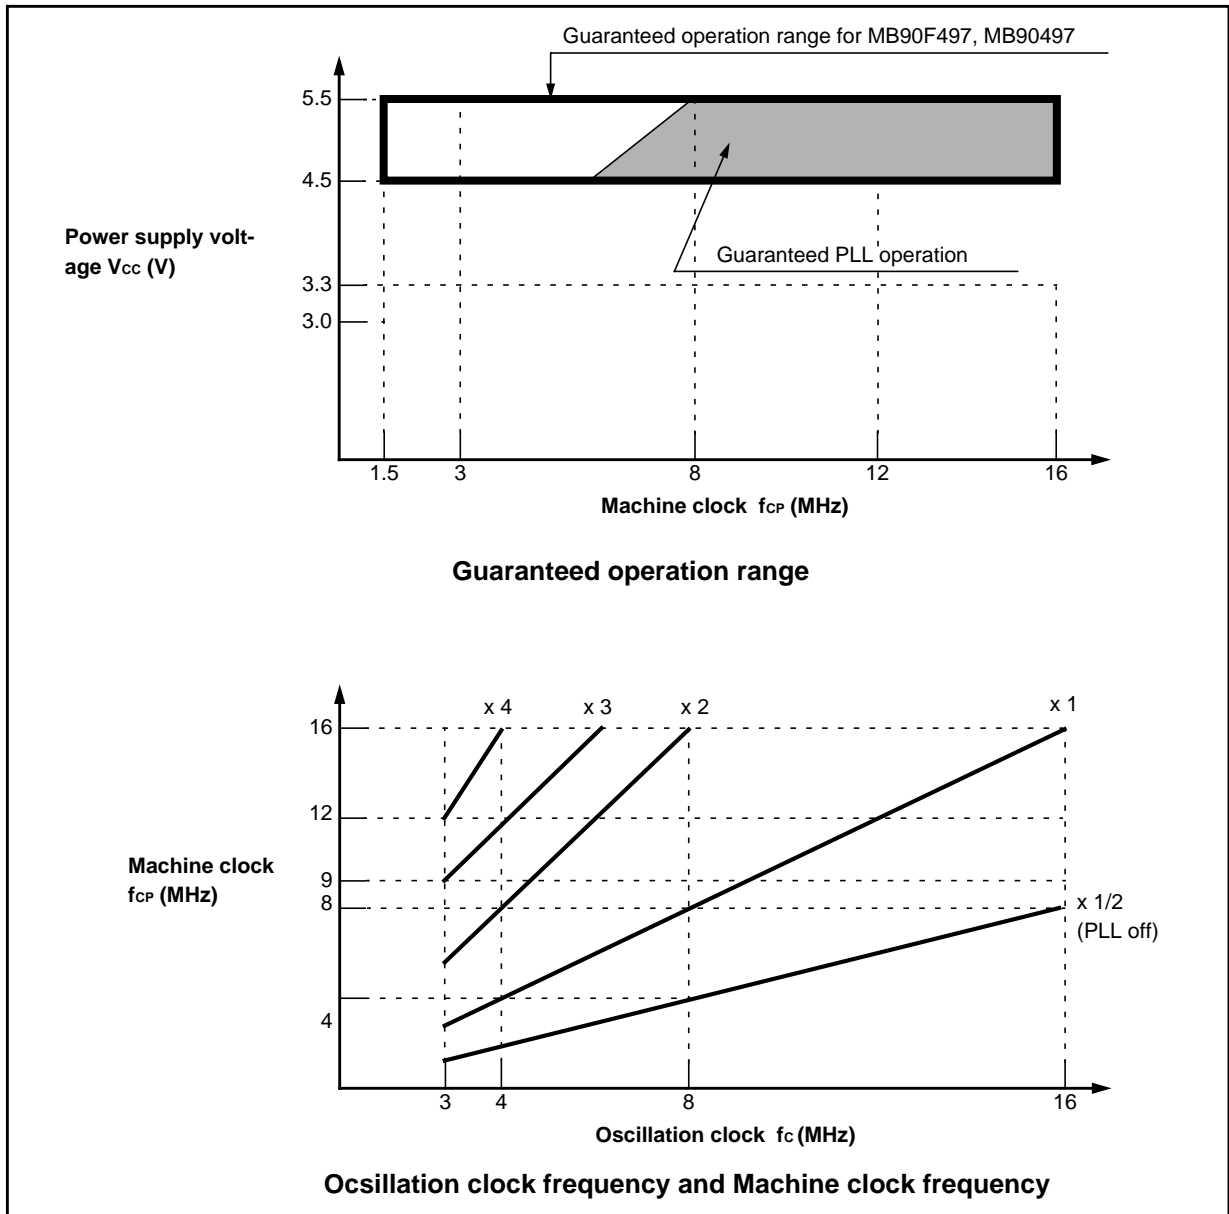 Guaranteed operation range for MB90F497, MB90497
5.5
4.5
Power supply volt-
age VCC (V)
Guaranteed PLL operation
3.3
3.0
1.5 3 8 12 16
Machine clock fCP (MHz)
Guaranteed operation range
x 4 x 3 x 2 x 1
16
12
Machine clock
fCP (MHz)
9
8
x 1/2
(PLL off)
4
3 4 8 16
Oscillation clock fC (MHz)
Ocsillation clock frequency and Machine clock frequency